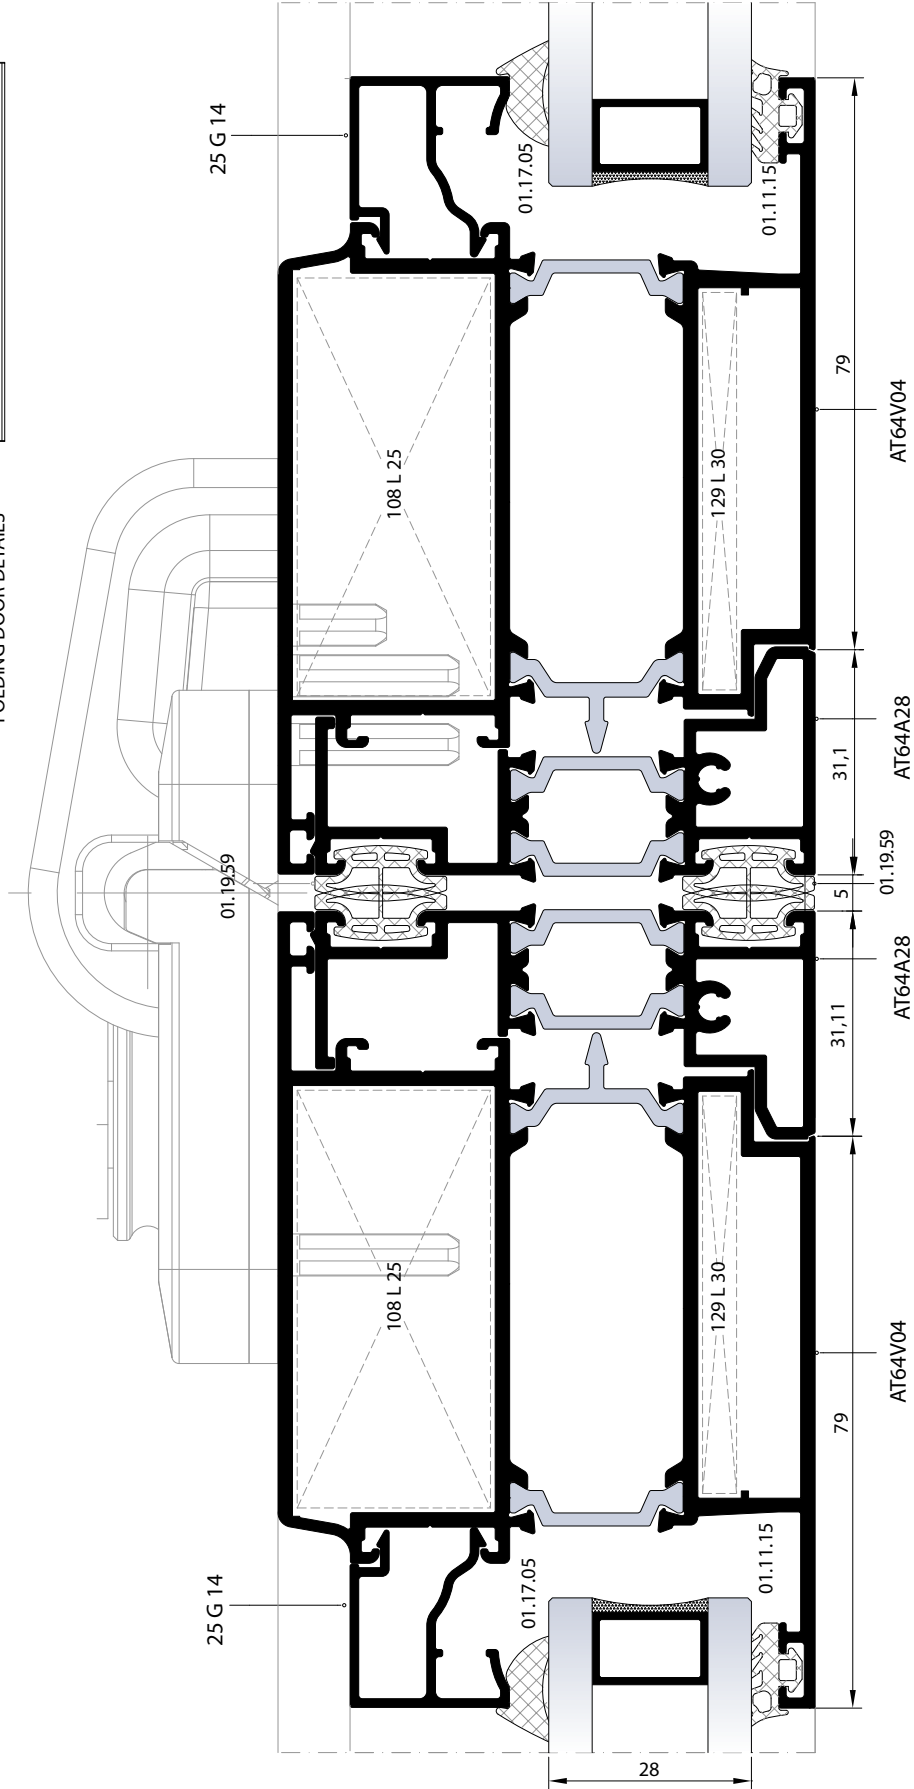 FOLDING DOOR DETAILS
25 G 14
25 G 14
01.17.05
01.17.05
01.11.15
01.11.15
108 L 25
108 L 25
129 L 30
129 L 30
01.19.59
01.19.59
79
31,11
5
31,1
79
28
AT64V04
AT64A28
AT64A28
AT64V04